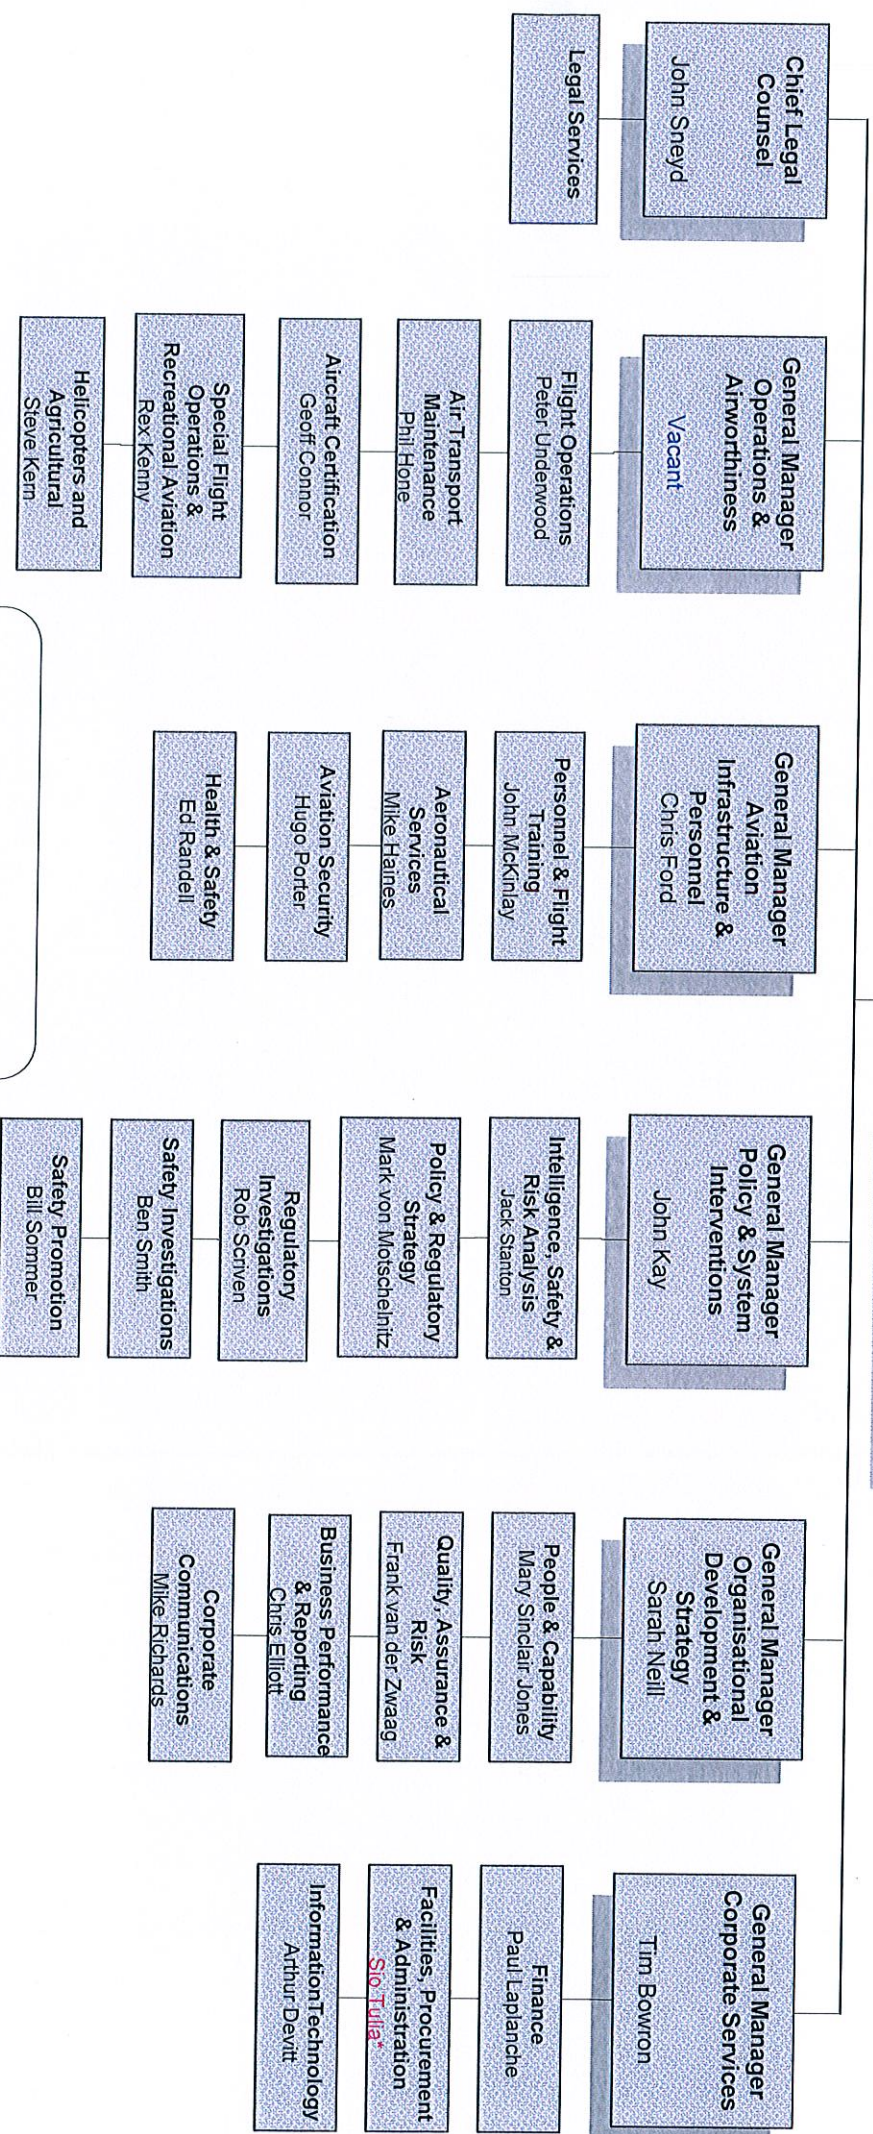 Chief Legal
Counsel
John Sneyd
Legal Services
General Manager
Operations &
Airworthiness
Vacant
Flight Operations
Peter Underwood
Air Transport
Maintenance
Phil Hone
Aircraft Certification
Geoff Connor
Special Flight
Operations &
Recreational Aviation
Rex Kenny
Helicopters and
Agricultural
Steve Kern
General Manager
Aviation
Infrastructure &
Personnel
Chris Ford
Personnel & Flight
Training
John McKinlay
Aeronautical
Services
Mike Haines
Aviation Security
Hugo Porter
Health & Safety
Ed Randell
General Manager
Policy & System
Interventions
John Kay
Intelligence, Safety &
Risk Analysis
Jack Stanton
Policy & Regulatory
Strategy
Mark von Motschelnitz
Regulatory
Investigations
Rob Scriven
Safety Investigations
Ben Smith
Safety Promotion
Bill Sommer
General Manager
Organisational
Development &
Strategy
Sarah Neill
People & Capability
Mary Sinclair Jones
Quality, Assurance &
Risk
Frank van der Zwaag
Business Performance
& Reporting
Chris Elliott
Corporate
Communications
Mike Richards
General Manager
Corporate Services
Tim Bowron
Finance
Paul Laplanche
Facilities, Procurement
& Administration
Sio Tulia*
InformationTechnology
Arthur Devitt